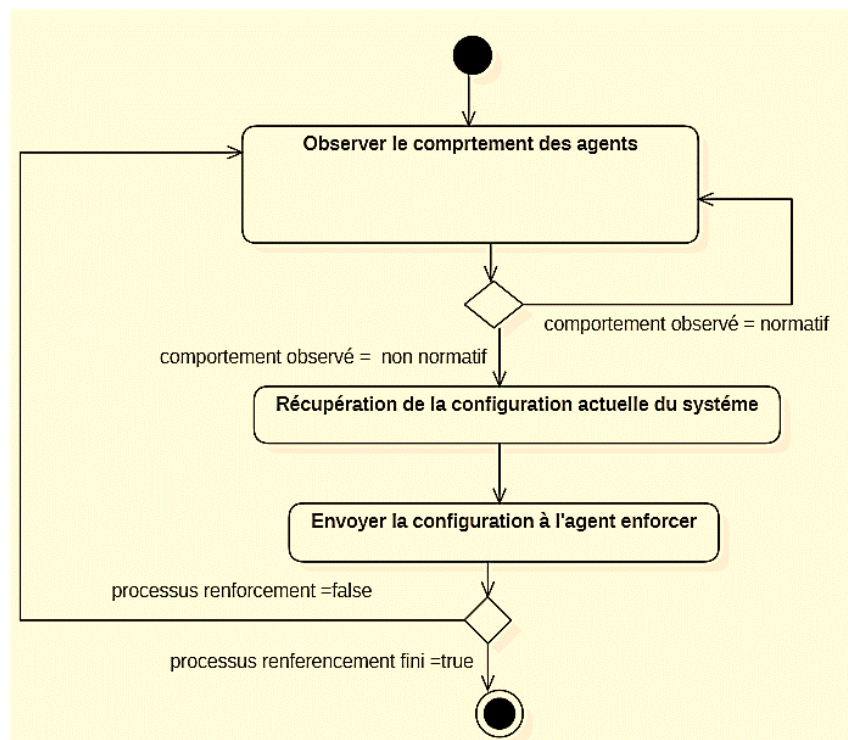 Observer le comprtement des agents
comportement observé = normatif
comportement observé = non normatif
Récupération de la configuration actuelle du systéme
Envoyer la configuration à l'agent enforcer
processus renforcement =false
processus renferencement fini =true